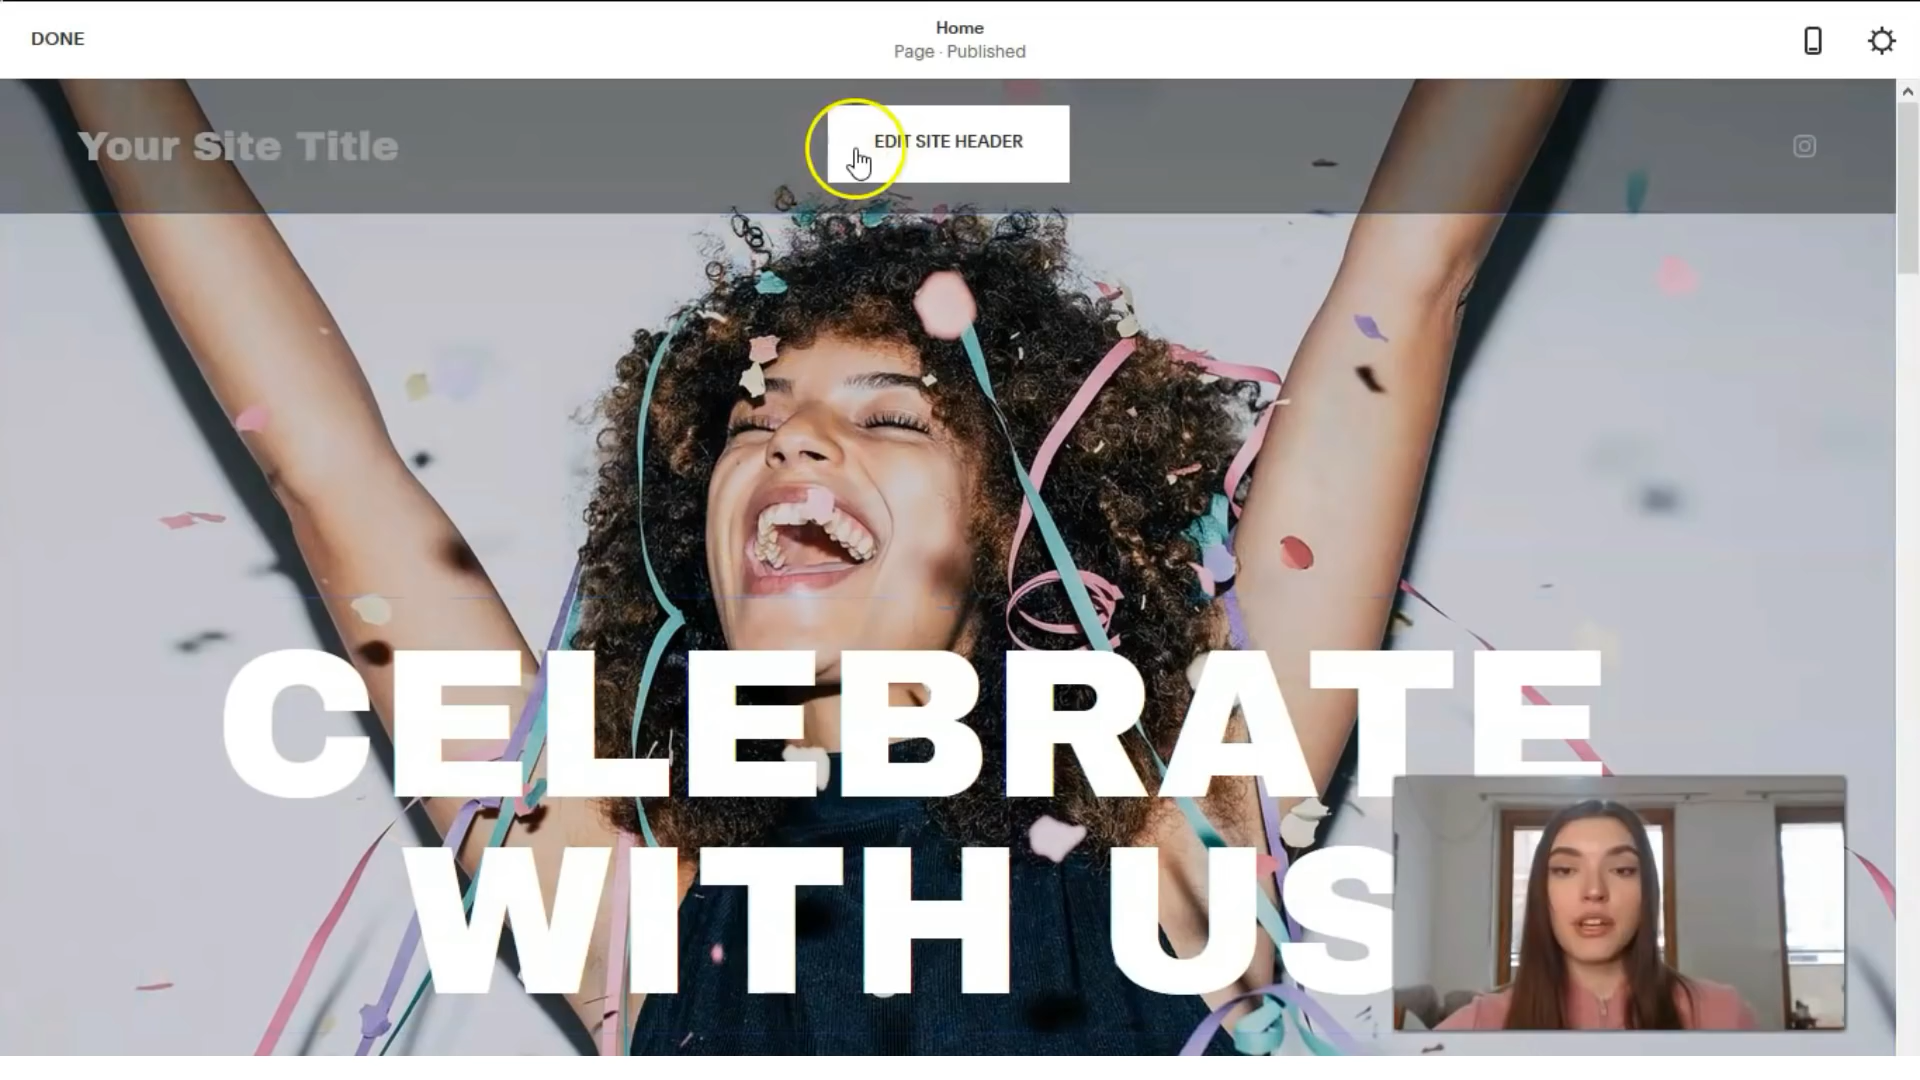 DONE
Home
Page · Published
Your Site Title
EDIT SITE HEADER
CELEBRATE
WITH US